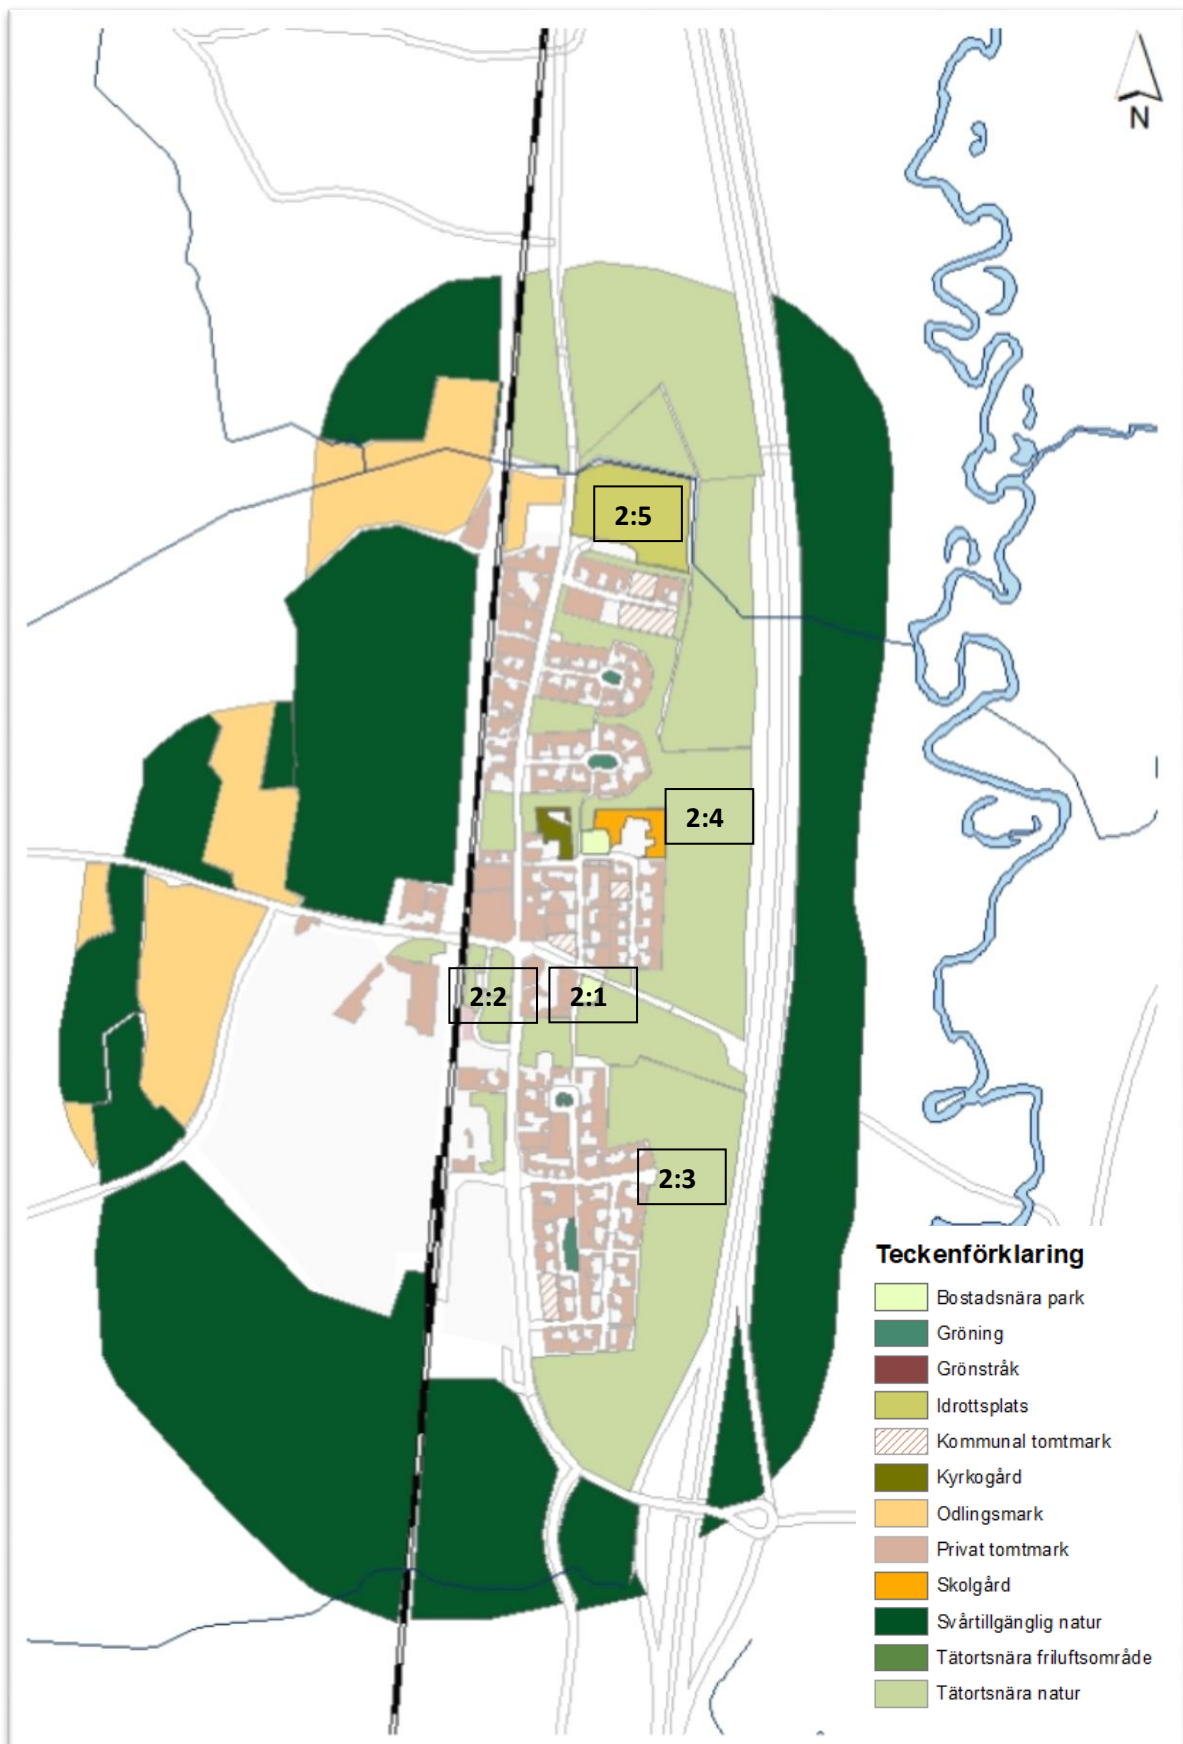 N
2:5
2:4
2:2
2:1
2:3
Teckenförklaring
Bostadsnära park
Gröning
Grönstråk
Idrottsplats
Kommunal tomtmark
Kyrkogård
Odlingsmark
Privat tomtmark
Skolgård
Svårtillgänglig natur
Tätortsnära friluftsområde
Tätortsnära natur